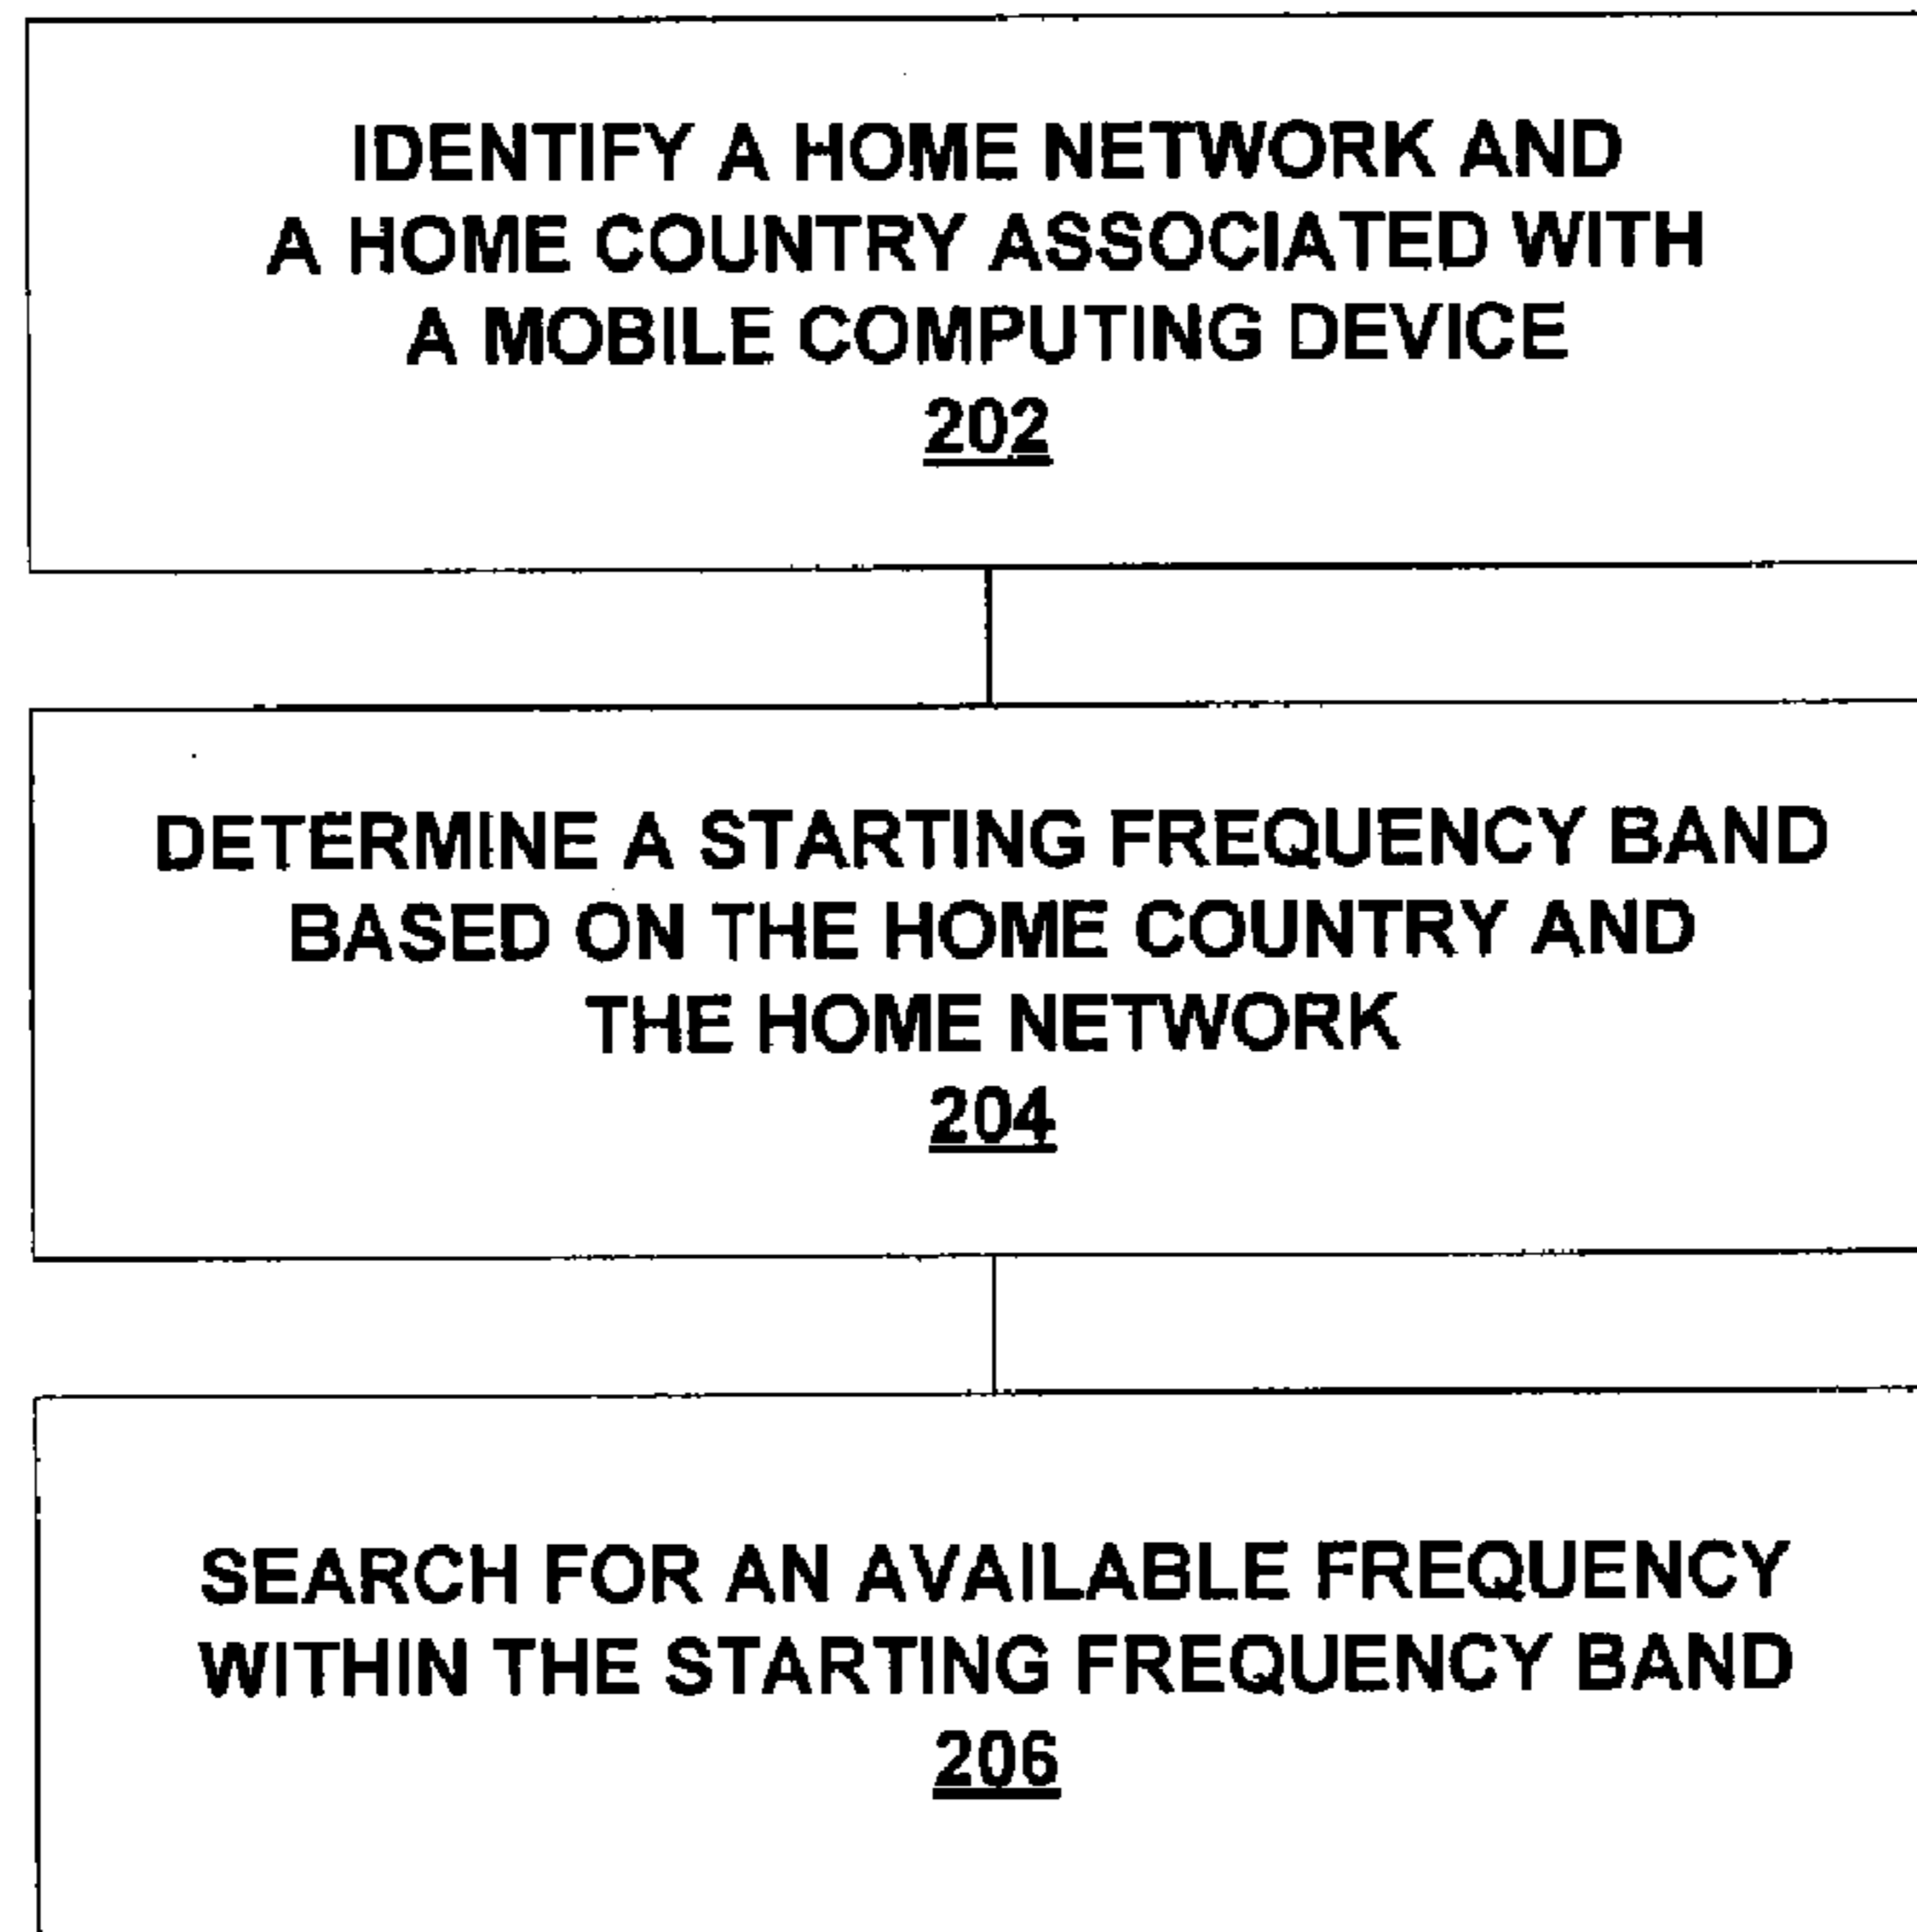 IDENTIFY A HOME NETWORK AND
A HOME COUNTRY ASSOCIATED WITH
A MOBILE COMPUTING DEVICE
202
DETERMINE A STARTING FREQUENCY BAND
BASED ON THE HOME COUNTRY AND
THE HOME NETWORK
204
SEARCH FOR AN AVAILABLE FREQUENCY
WITHIN THE STARTING FREQUENCY BAND
206